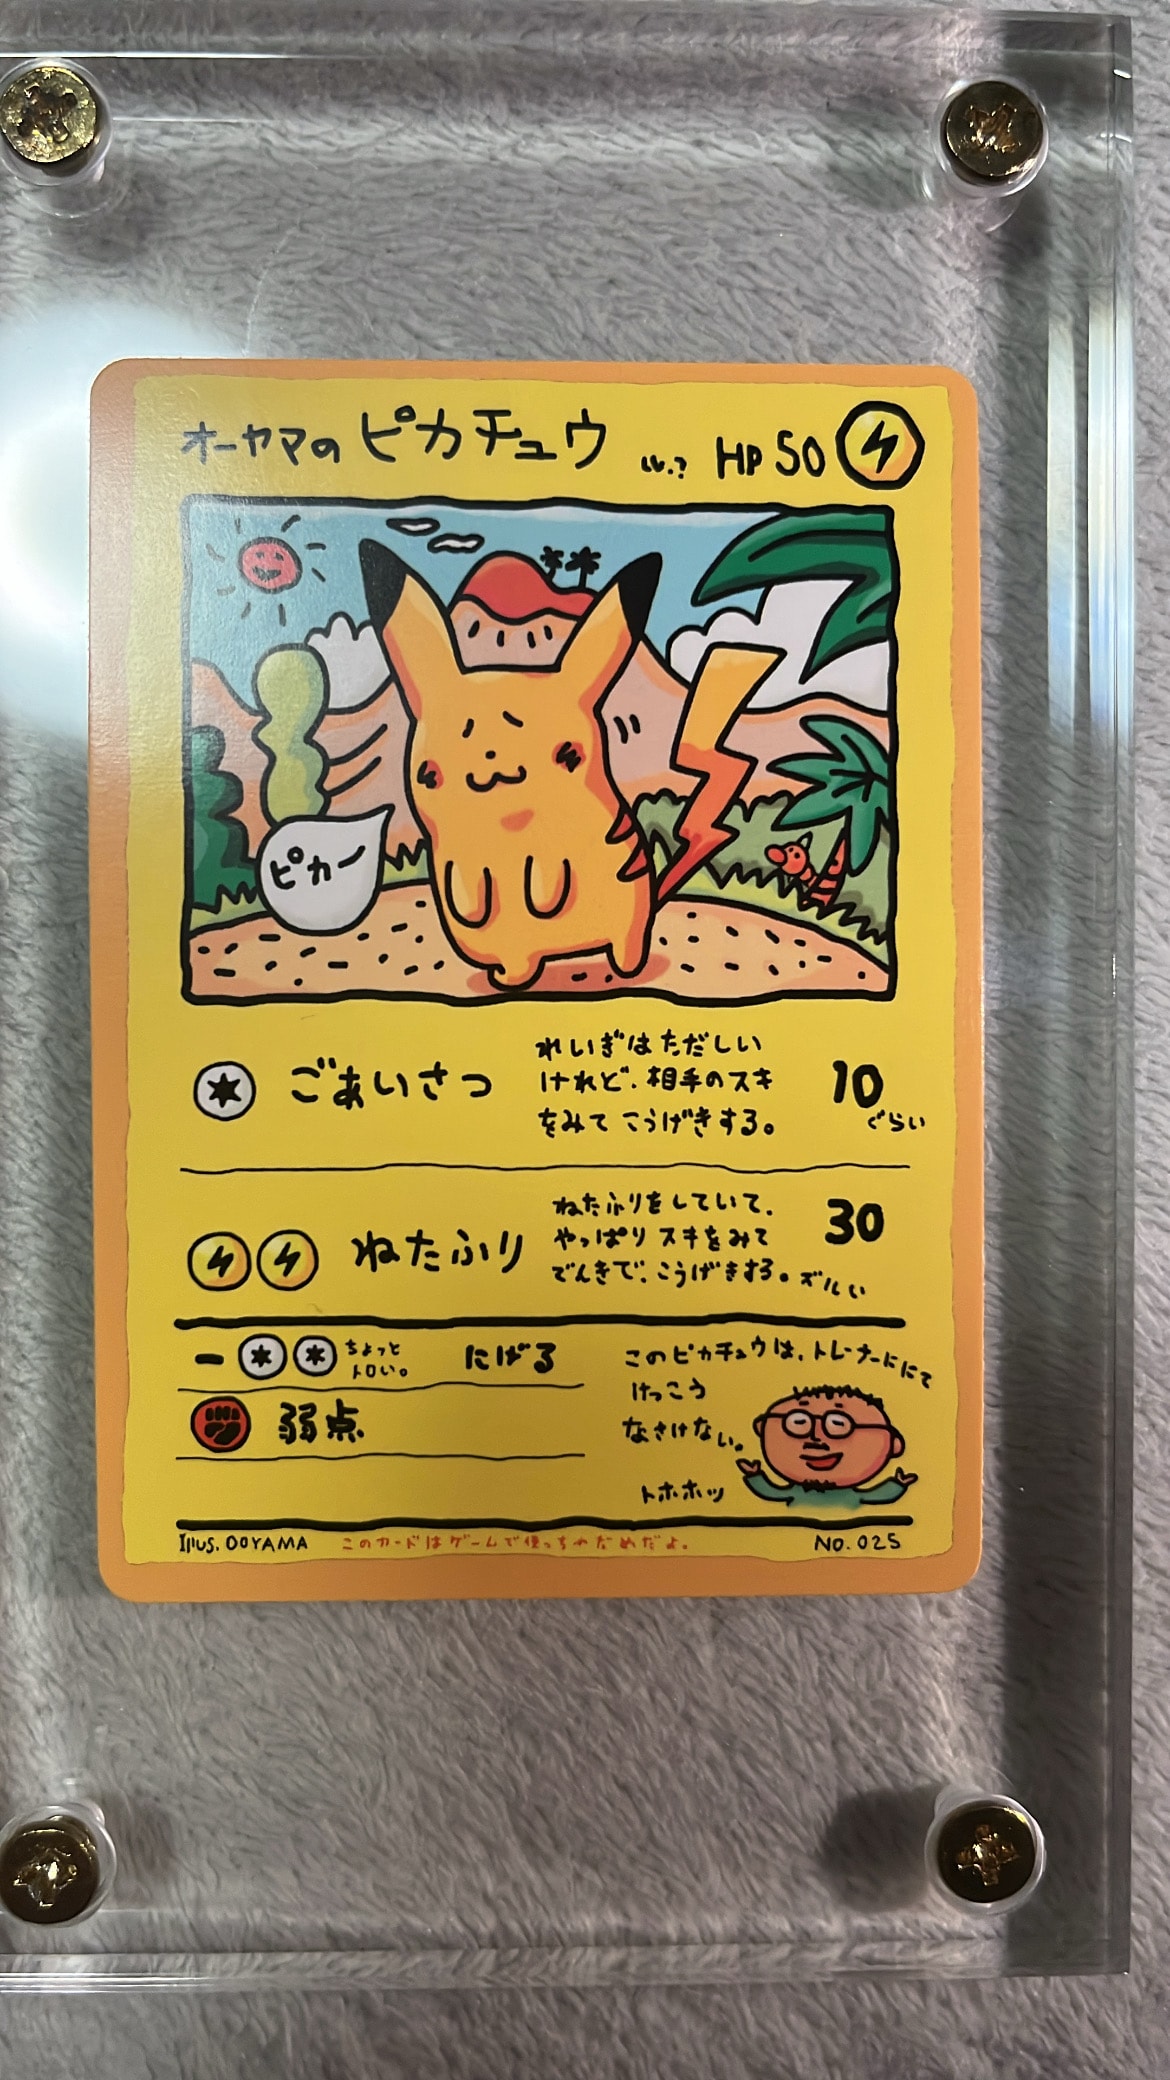 オーヤマの ピカチュウ LV.? HP 50
ピカー
ごあいさつ
れいぎは ただしい
けれど、相手のスキ
をみて こうげきする。
10
ぐらい
ねたふり
ねたふりをしていて、
やっぱり スキをみて
でんきで、こうげきする。ズルい
30
ちょっと
トロい。
にげる
弱点
このピカチュウは、トレーナーににて
けっこう
なさけない。
トホホッ
Illus. OOYAMA このカードはゲームで使っちゃだめだよ。 NO. 025